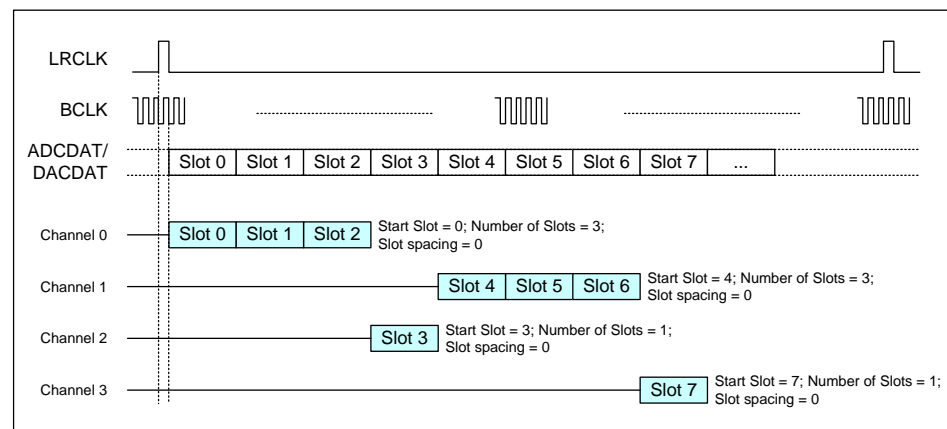 LRCLK
BCLK
ADCDAT/
DACDAT
Slot 0 Slot 1 Slot 2 Slot 3 Slot 4 Slot 5 Slot 6 Slot 7 ...
Channel 0 Slot 0 Slot 1 Slot 2 Start Slot = 0; Number of Slots = 3;
Slot spacing = 0
Channel 1 Slot 4 Slot 5 Slot 6 Start Slot = 4; Number of Slots = 3;
Slot spacing = 0
Channel 2 Slot 3 Start Slot = 3; Number of Slots = 1;
Slot spacing = 0
Channel 3 Slot 7 Start Slot = 7; Number of Slots = 1;
Slot spacing = 0